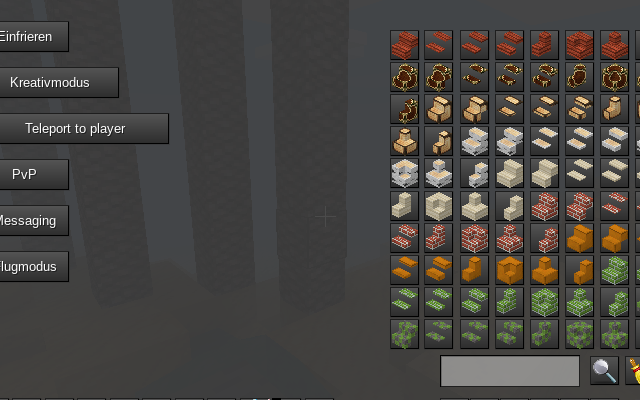 Einfrieren
Kreativmodus
Teleport to player
PvP
Messaging
lugmodus